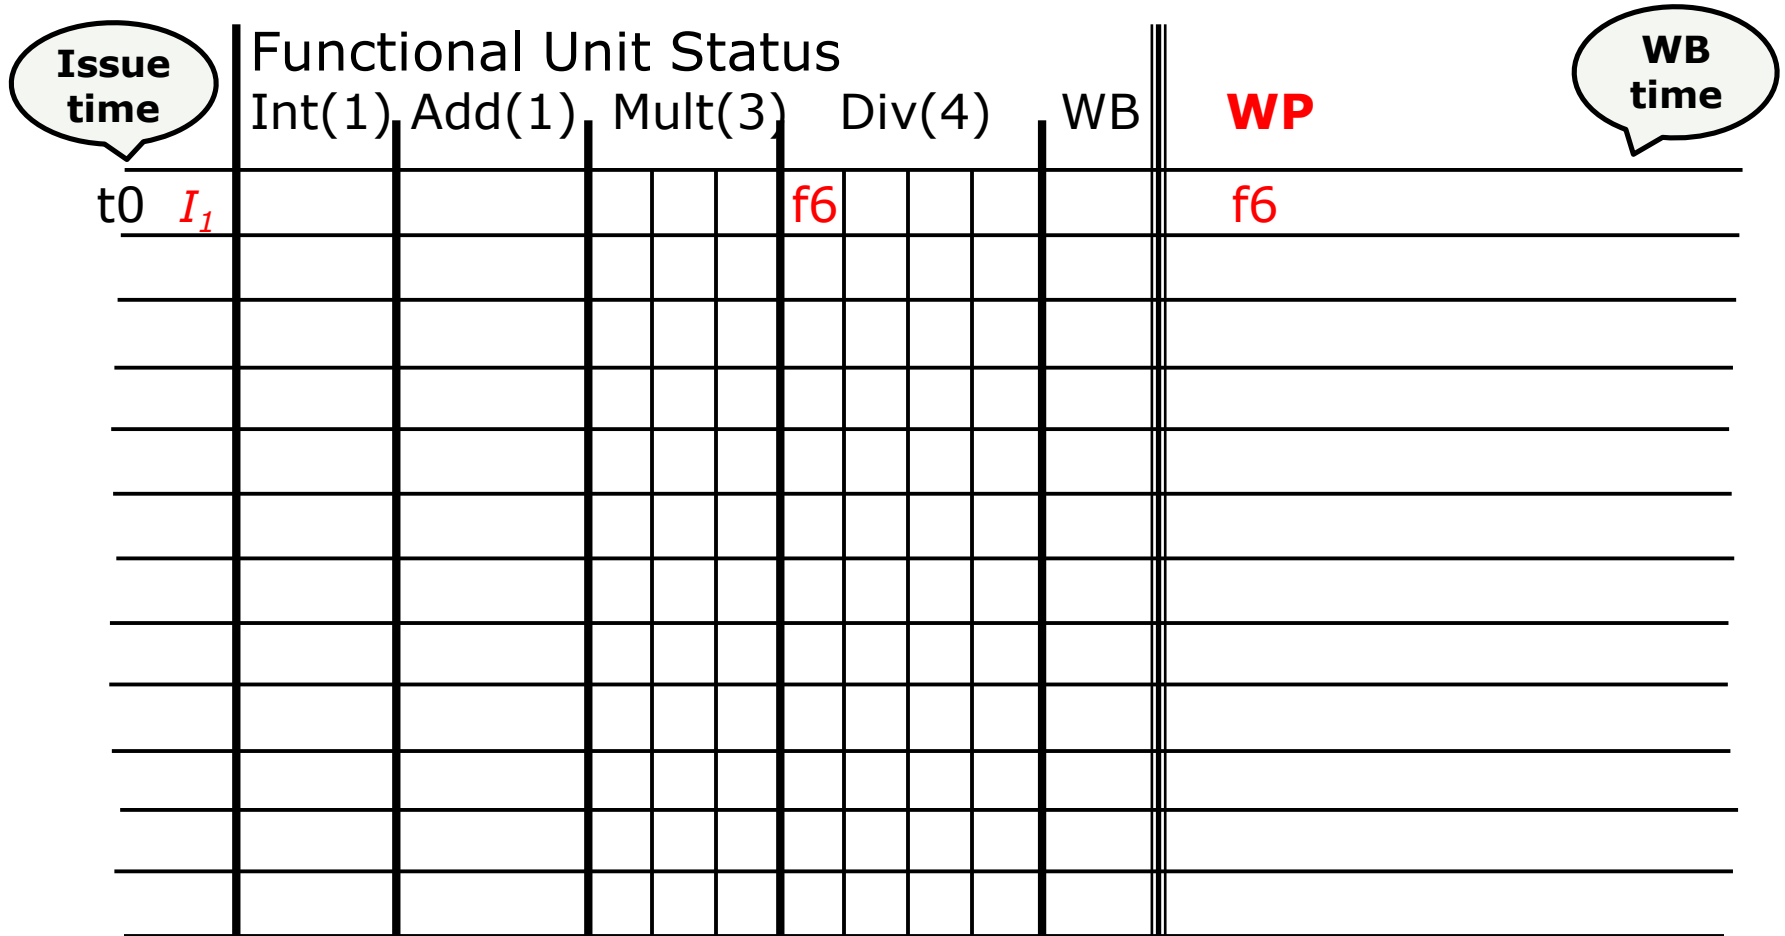 Issue
time
Functional Unit Status
Int(1) Add(1) Mult(3) Div(4) WB WP
WB
time
t0 I₁ f6 f6